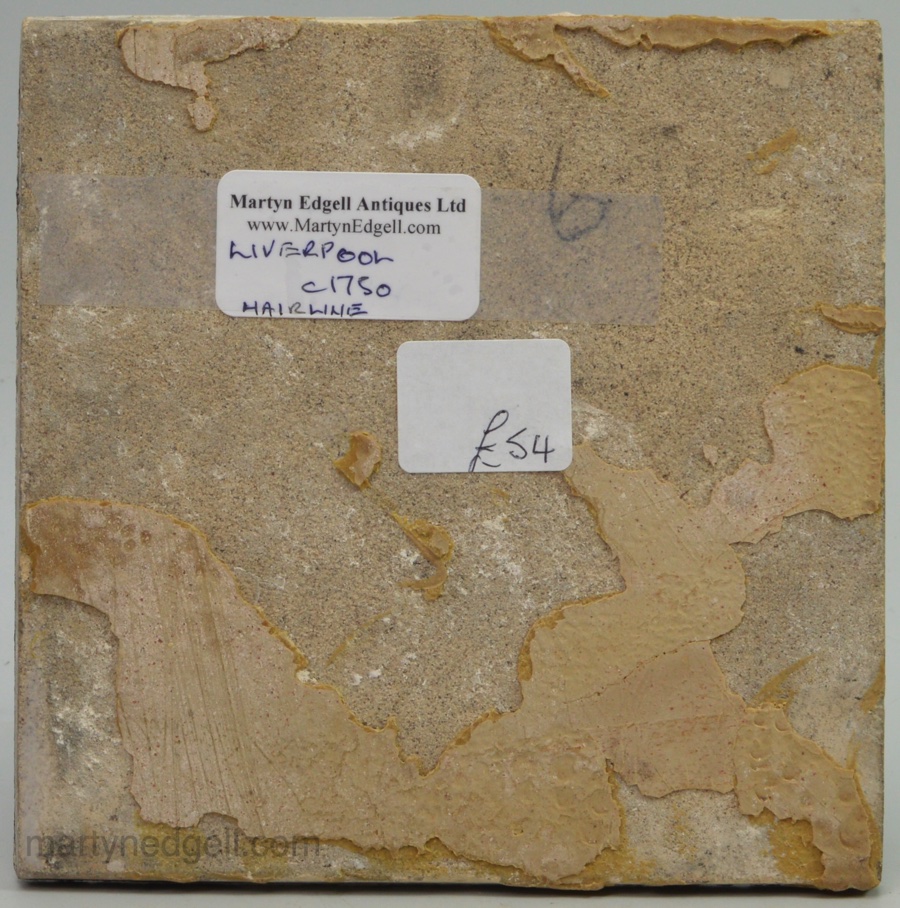 Martyn Edgell Antiques Ltd
www.MartynEdgell.com
LIVERPOOL
c1750
HAIRLINE
6
£54
martynedgell.com